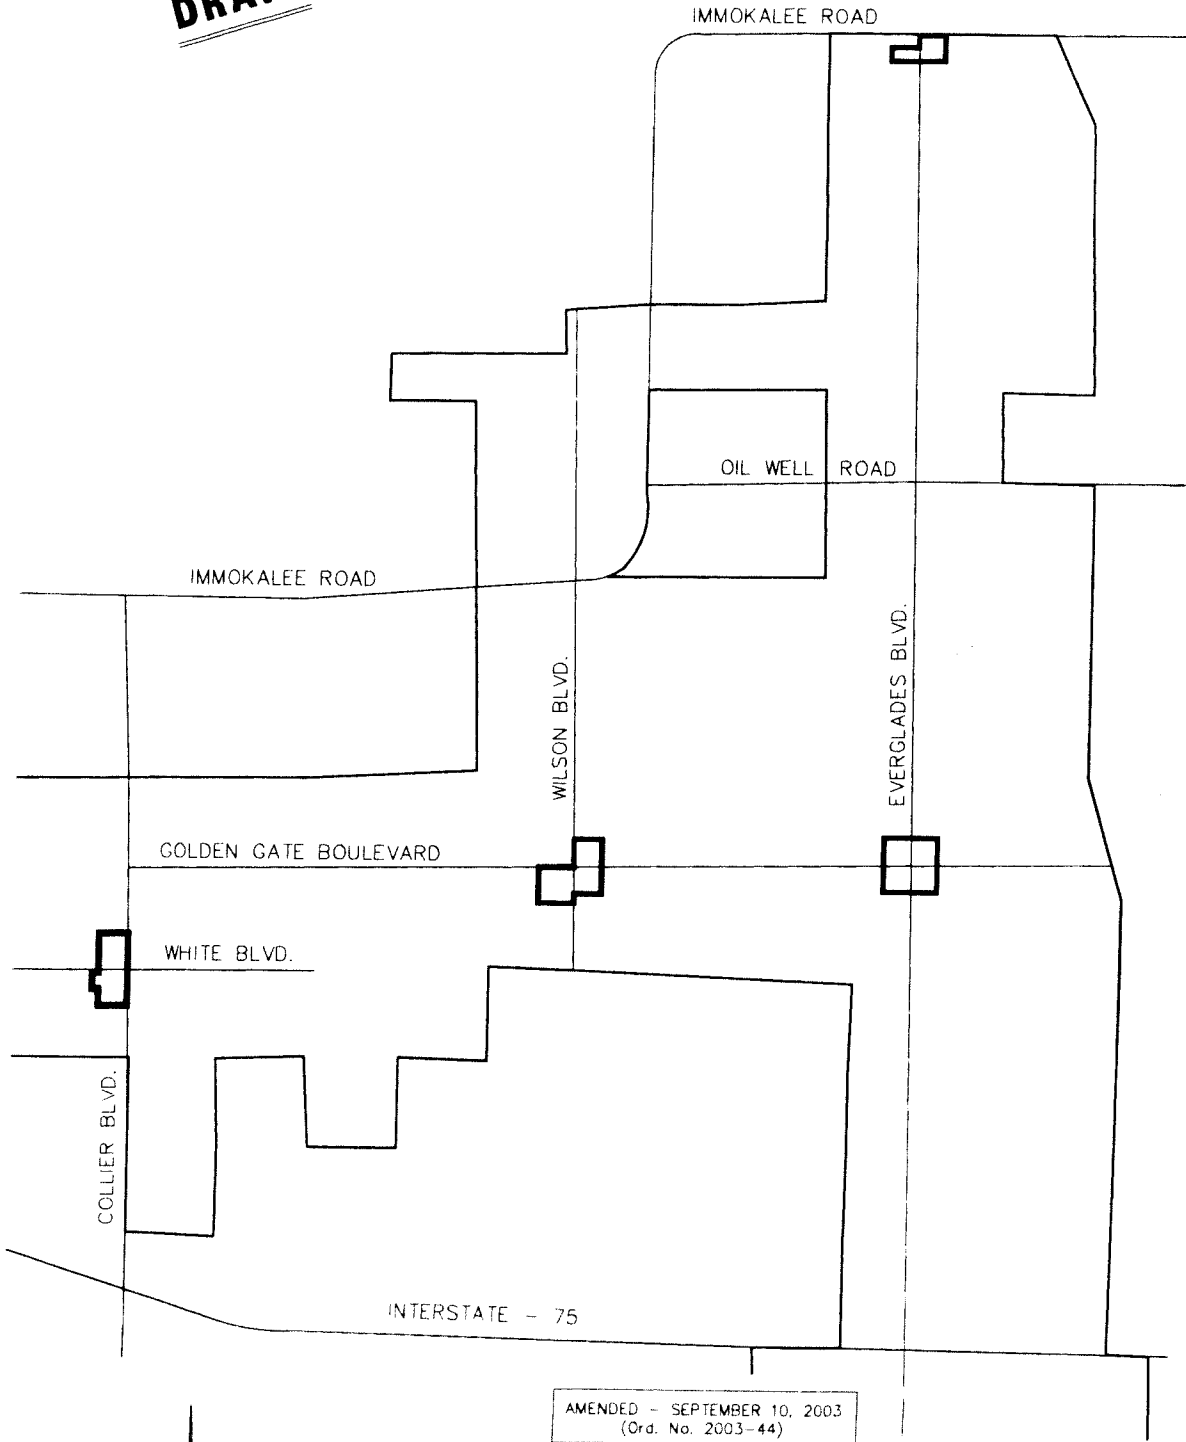 IMMOKALEE ROAD
OIL WELL ROAD
IMMOKALEE ROAD
WILSON BLVD.
EVERGLADES BLVD.
GOLDEN GATE BOULEVARD
WHITE BLVD.
COLLIER BLVD.
INTERSTATE - 75
AMENDED - SEPTEMBER 10, 2003
(Ord. No. 2003-44)